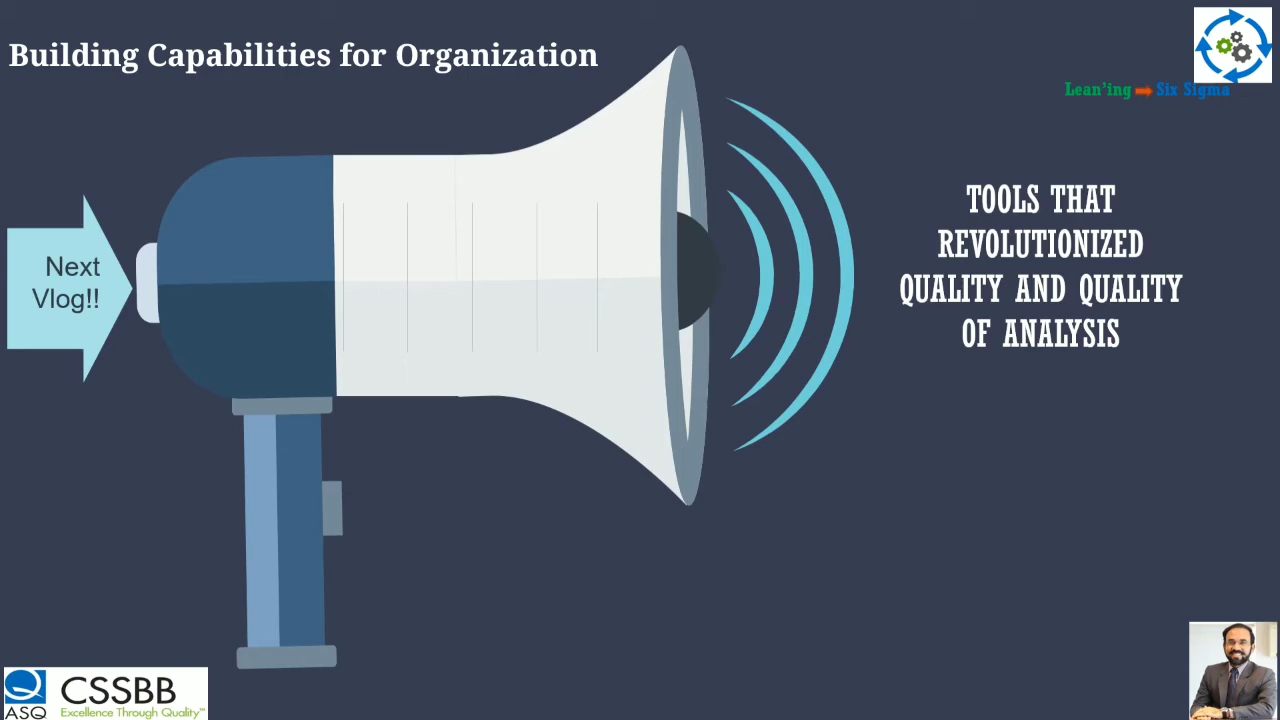 Building Capabilities for Organization
Lean'ing Six Sigma
Next
Vlog!!
TOOLS THAT
REVOLUTIONIZED
QUALITY AND QUALITY
OF ANALYSIS
ASQ
CSSBB
Excellence Through Quality™